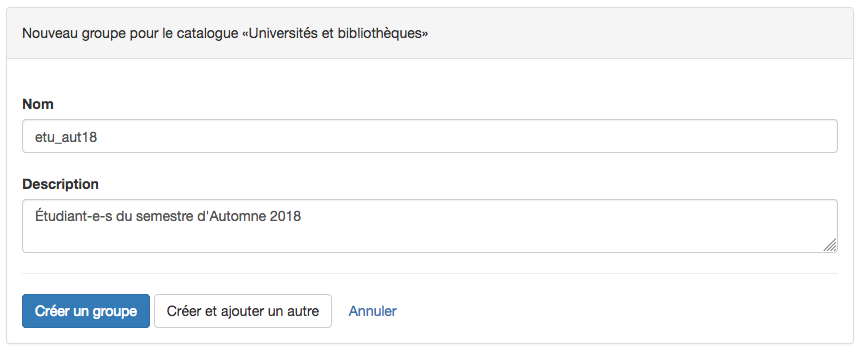 Nouveau groupe pour le catalogue «Universités et bibliothèques»
Nom
etu_aut18
Description
Étudiant-e-s du semestre d'Automne 2018
Créer un groupe Créer et ajouter un autre Annuler